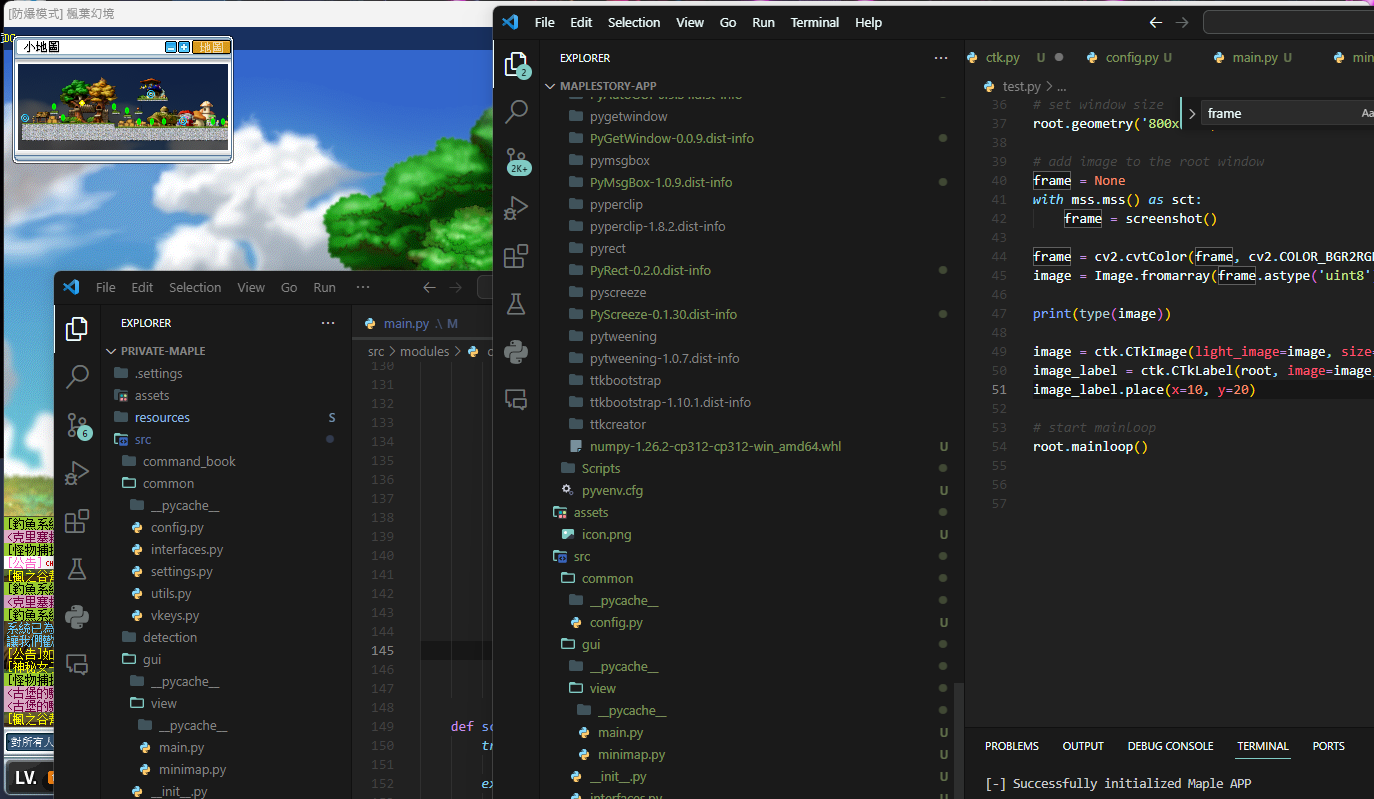 [防爆模式] 楓葉幻境
小地圖
地圖
File Edit Selection View Go Run Terminal Help
EXPLORER
MAPLESTORY-APP
pygetwindow
PyGetWindow-0.0.9.dist-info
pymsgbox
PyMsgBox-1.0.9.dist-info
pyperclip
pyperclip-1.8.2.dist-info
pyrect
PyRect-0.2.0.dist-info
pyscreeze
PyScreeze-0.1.30.dist-info
pytweening
pytweening-1.0.7.dist-info
ttkbootstrap
ttkbootstrap-1.10.1.dist-info
ttkcreator
numpy-1.26.2-cp312-cp312-win_amd64.whl U
Scripts
pyvenv.cfg U
assets
icon.png U
src
common
__pycache__
config.py U
gui
__pycache__
view
__pycache__
main.py U
minimap.py U
__init__.py U
interfaces.py U
2
2K+
ctk.py U
config.py U
main.py U
min
test.py > ...
frame
Aa
36 # set window size
37 root.geometry('800x
38
39 # add image to the root window
40 frame = None
41 with mss.mss() as sct:
42 frame = screenshot()
43
44 frame = cv2.cvtColor(frame, cv2.COLOR_BGR2RG
45 image = Image.fromarray(frame.astype('uint8'
46
47 print(type(image))
48
49 image = ctk.CTkImage(light_image=image, size=
50 image_label = ctk.CTkLabel(root, image=image,
51 image_label.place(x=10, y=20)
52
53 # start mainloop
54 root.mainloop()
55
56
57
PROBLEMS OUTPUT DEBUG CONSOLE TERMINAL PORTS
[-] Successfully initialized Maple APP
File Edit Selection View Go Run ...
EXPLORER
PRIVATE-MAPLE
.settings
assets
resources S
src
command_book
common
__pycache__
config.py
interfaces.py
settings.py
utils.py
vkeys.py
detection
gui
__pycache__
view
__pycache__
main.py
minimap.py
__init__.py
6
main.py .\ M
src > modules > c
130
131
132
133
134
135
136
137
138
139
140
141
142
143
144
145
146
147
148
149 def sc
150 tr
151
152 ex
[釣魚系
<克里塞
[怪物捕
[公告]
[楓之谷
[釣魚系
<克里塞
[釣魚系
系統已為
讓我們歡
[公告]如
[神秘女
[怪物捕
<古堡的
<古堡的
[楓之谷
對所有人
LV.